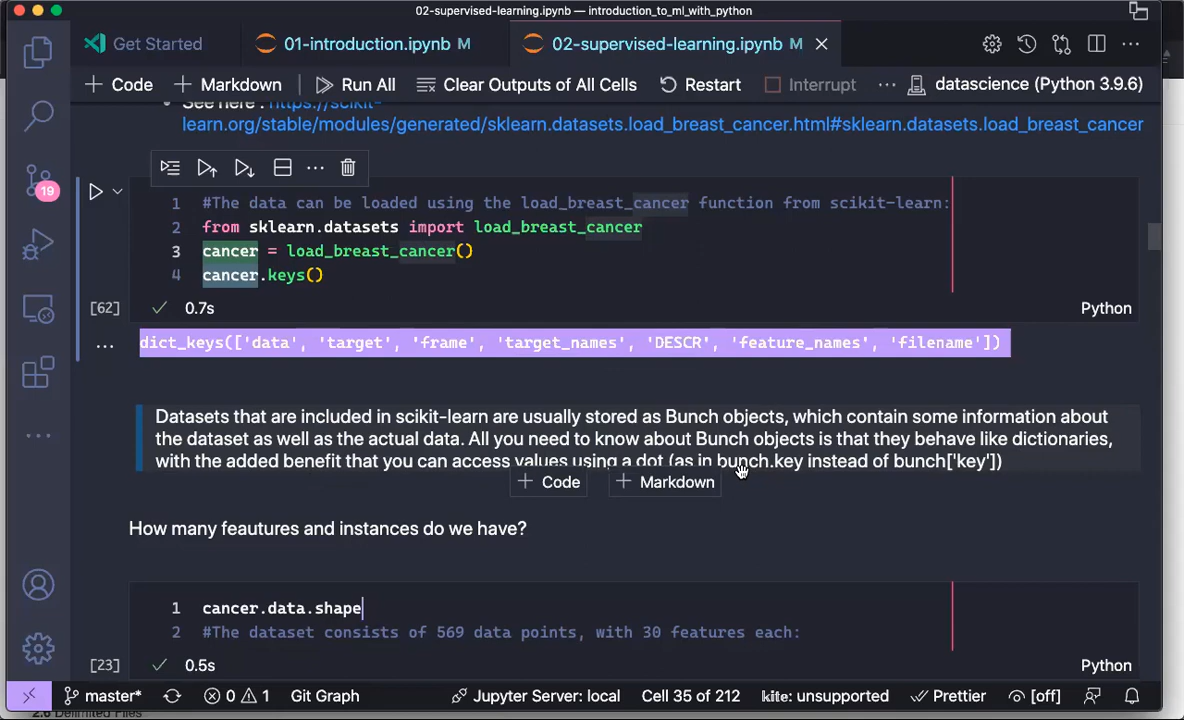 02-supervised-learning.ipynb — introduction_to_ml_with_python
Get Started
01-introduction.ipynb M
02-supervised-learning.ipynb M
Code
Markdown
Run All
Clear Outputs of All Cells
Restart
Interrupt
datascience (Python 3.9.6)
See here : https://scikit-
learn.org/stable/modules/generated/sklearn.datasets.load_breast_cancer.html#sklearn.datasets.load_breast_cancer
19
1 #The data can be loaded using the load_breast_cancer function from scikit-learn:
2 from sklearn.datasets import load_breast_cancer
3 cancer = load_breast_cancer()
4 cancer.keys()
[62]
0.7s
Python
dict_keys(['data', 'target', 'frame', 'target_names', 'DESCR', 'feature_names', 'filename'])
Datasets that are included in scikit-learn are usually stored as Bunch objects, which contain some information about
the dataset as well as the actual data. All you need to know about Bunch objects is that they behave like dictionaries,
with the added benefit that you can access values using a dot (as in bunch.key instead of bunch['key'])
Code
Markdown
How many feautures and instances do we have?
1 cancer.data.shape
2 #The dataset consists of 569 data points, with 30 features each:
[23]
0.5s
Python
master*
0
1
Git Graph
Jupyter Server: local
Cell 35 of 212
kite: unsupported
Prettier
[off]
2.6 Delimited Files